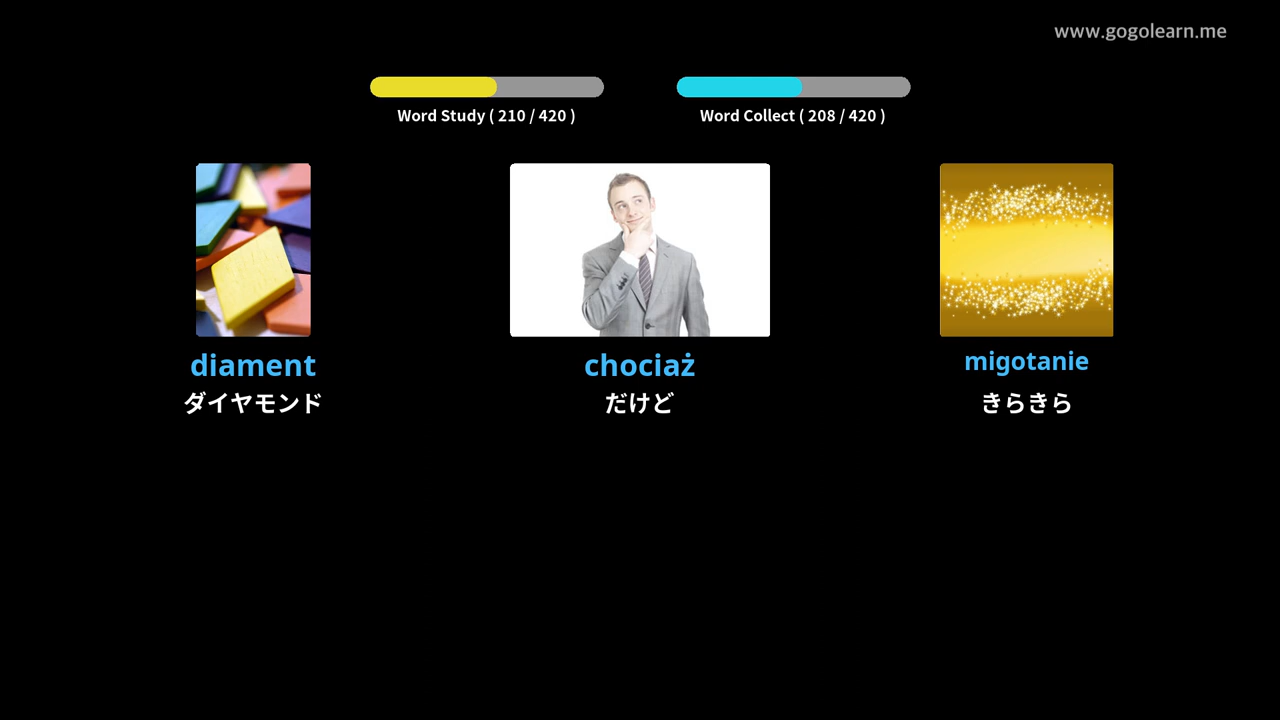 www.gogolearn.me
Word Study ( 210 / 420 )
Word Collect ( 208 / 420 )
diament
ダイヤモンド
chociaż
だけど
migotanie
きらきら